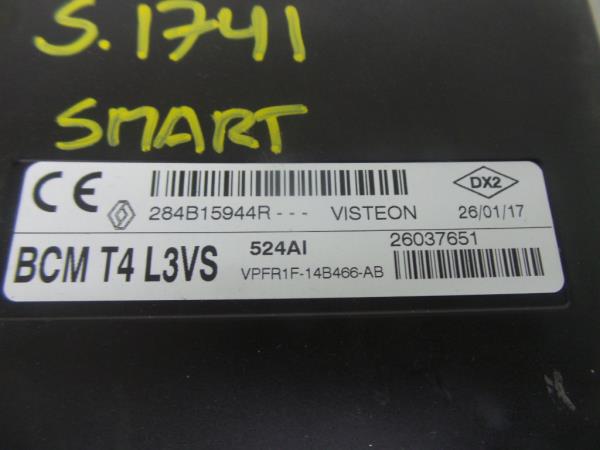 S.1741
SMART
CE 284B15944R--- VISTEON DX2 26/01/17
BCM T4 L3VS 524AI 26037651
VPFR1F-14B466-AB